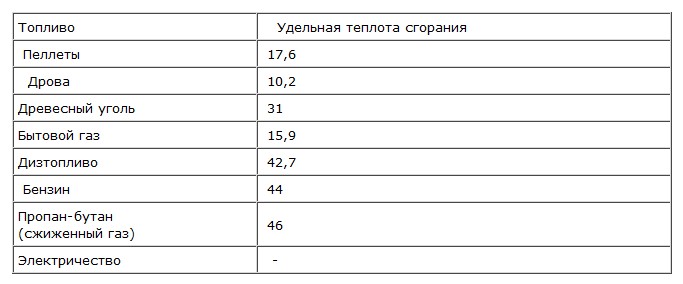 Топливо Удельная теплота сгорания
Пеллеты 17,6
Дрова 10,2
Древесный уголь 31
Бытовой газ 15,9
Дизтопливо 42,7
Бензин 44
Пропан-бутан
(сжиженный газ) 46
Электричество -